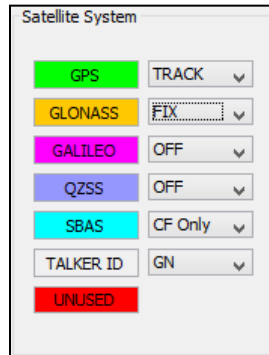 Satellite System
GPS TRACK
GLONASS FIX
GALILEO OFF
QZSS OFF
SBAS CF Only
TALKER ID GN
UNUSED